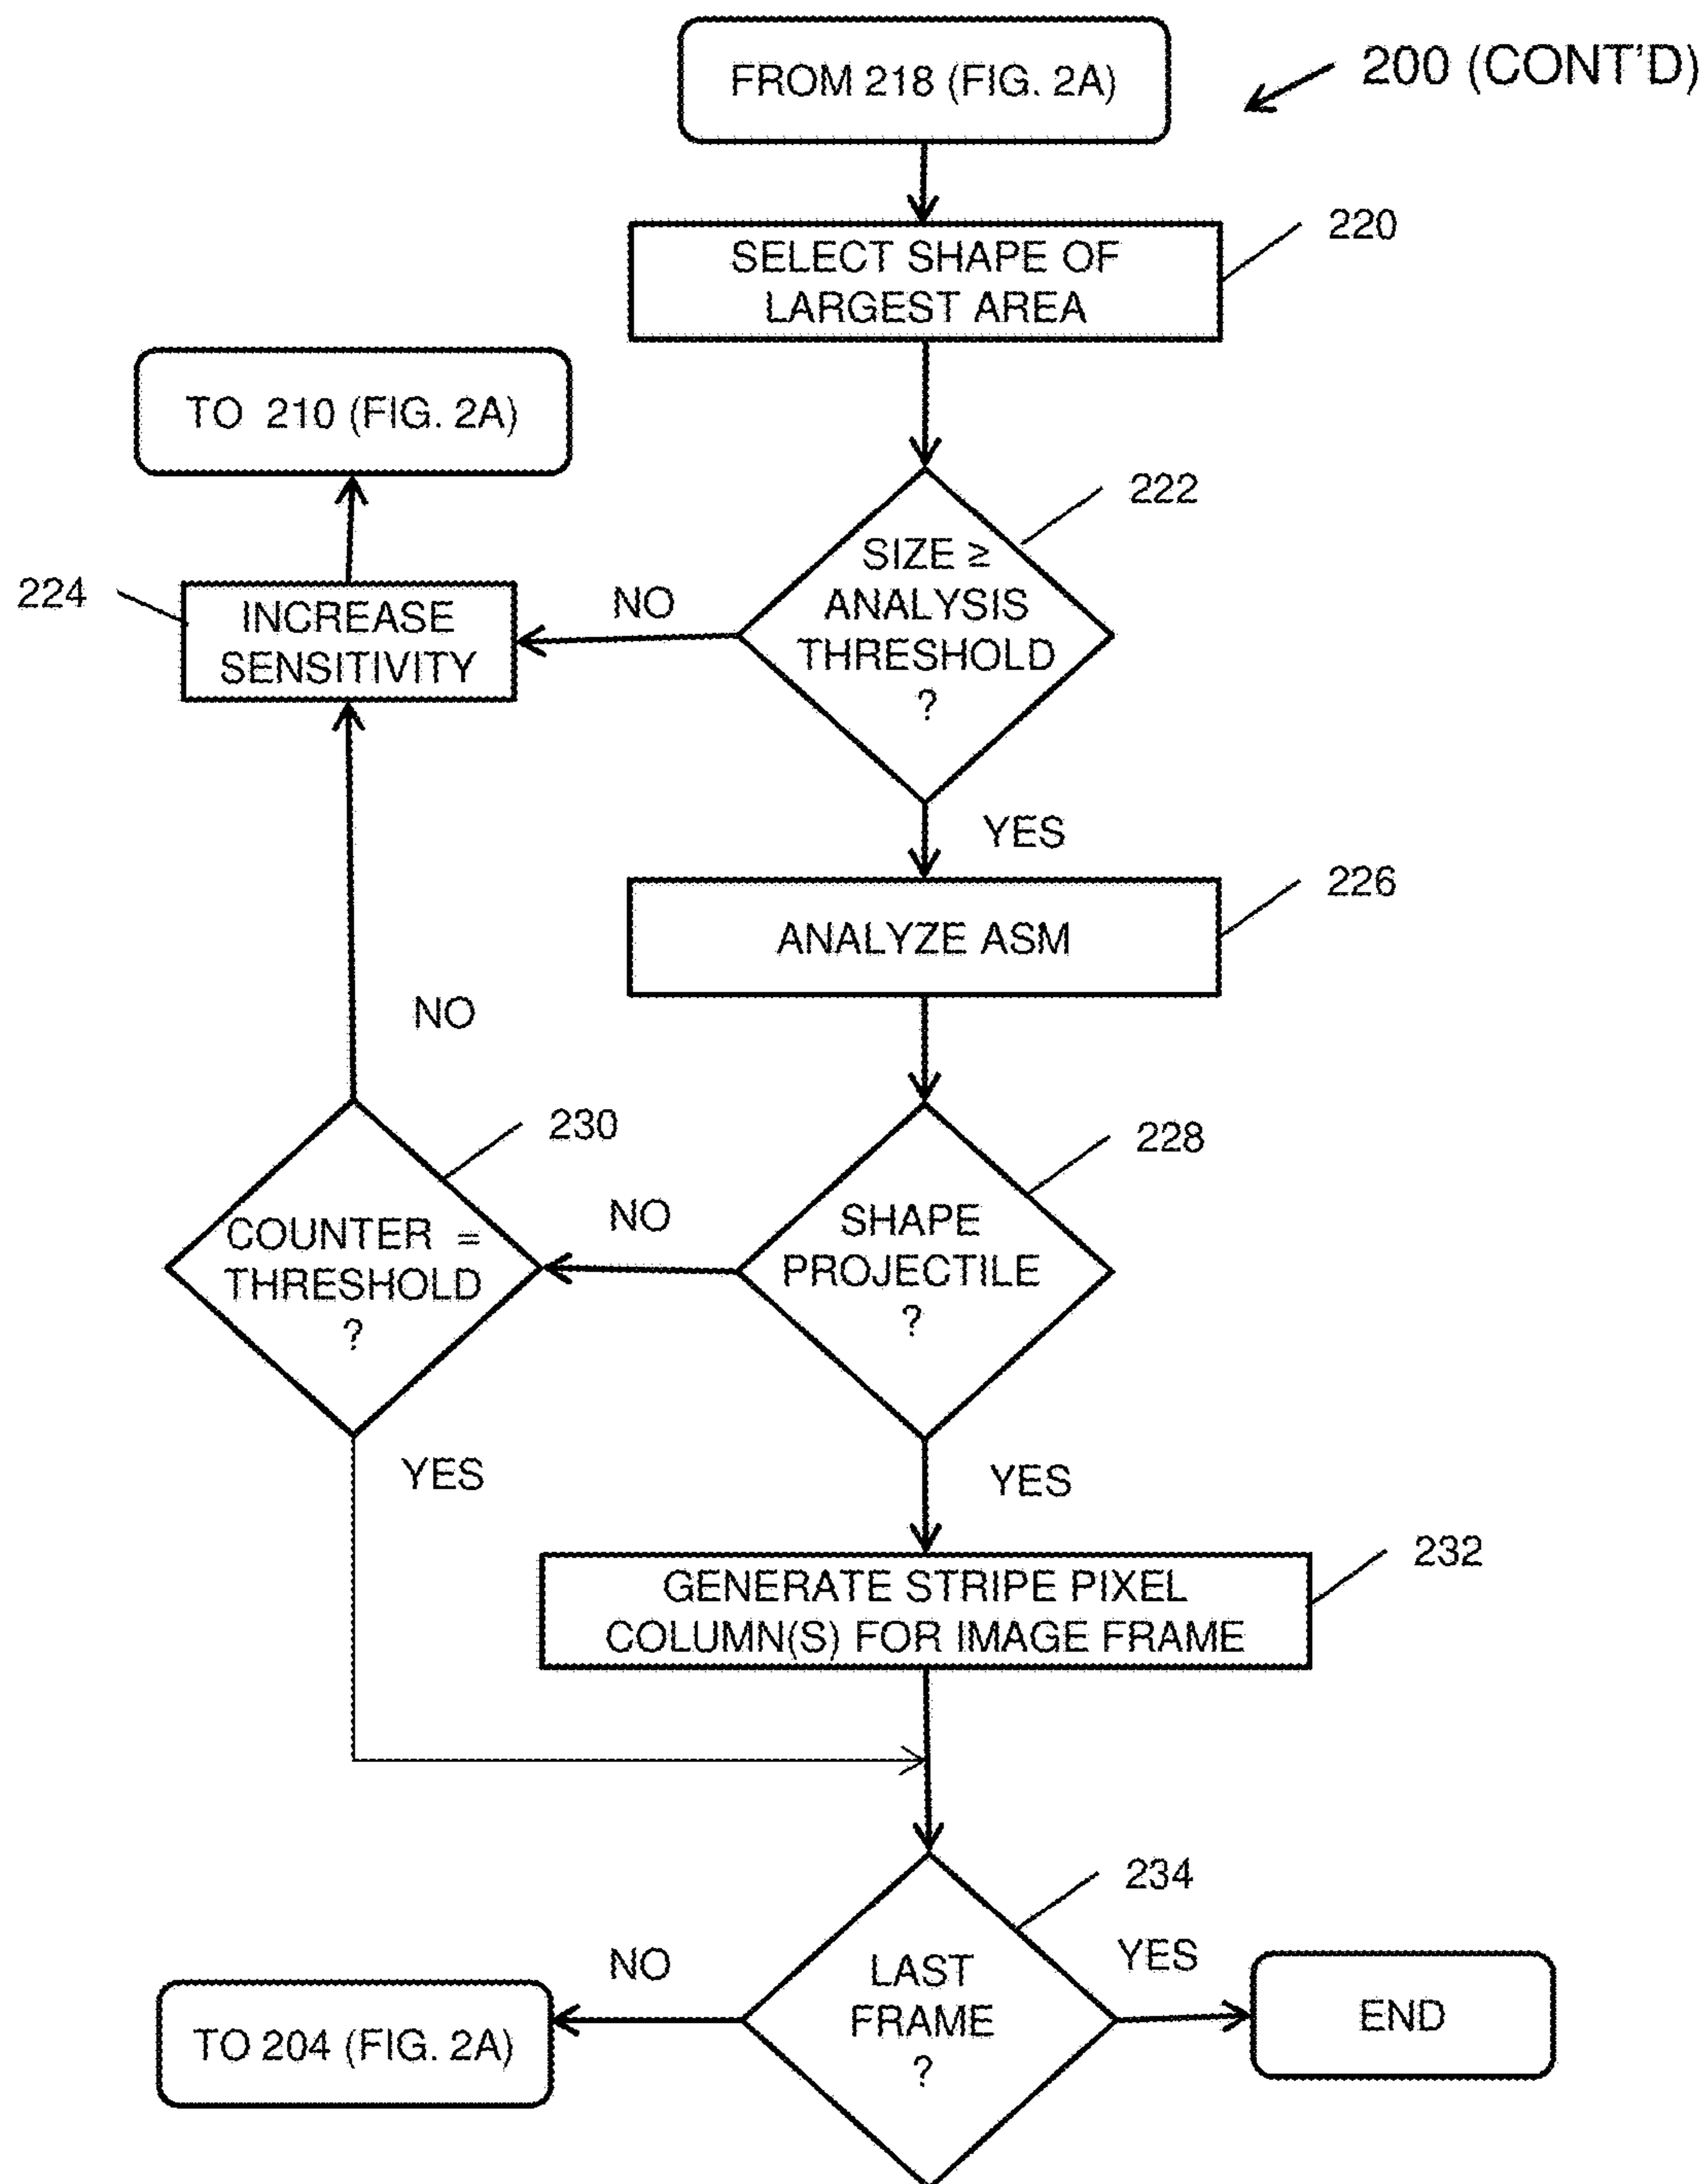 FROM 218 (FIG. 2A)
200 (CONT'D)
SELECT SHAPE OF
LARGEST AREA
220
TO 210 (FIG. 2A)
SIZE ≥
ANALYSIS
THRESHOLD
?
222
NO
224
INCREASE
SENSITIVITY
YES
ANALYZE ASM
226
NO
230
COUNTER =
THRESHOLD
?
NO
SHAPE
PROJECTILE
?
228
YES
YES
GENERATE STRIPE PIXEL
COLUMN(S) FOR IMAGE FRAME
232
LAST
FRAME
?
234
NO
YES
TO 204 (FIG. 2A)
END